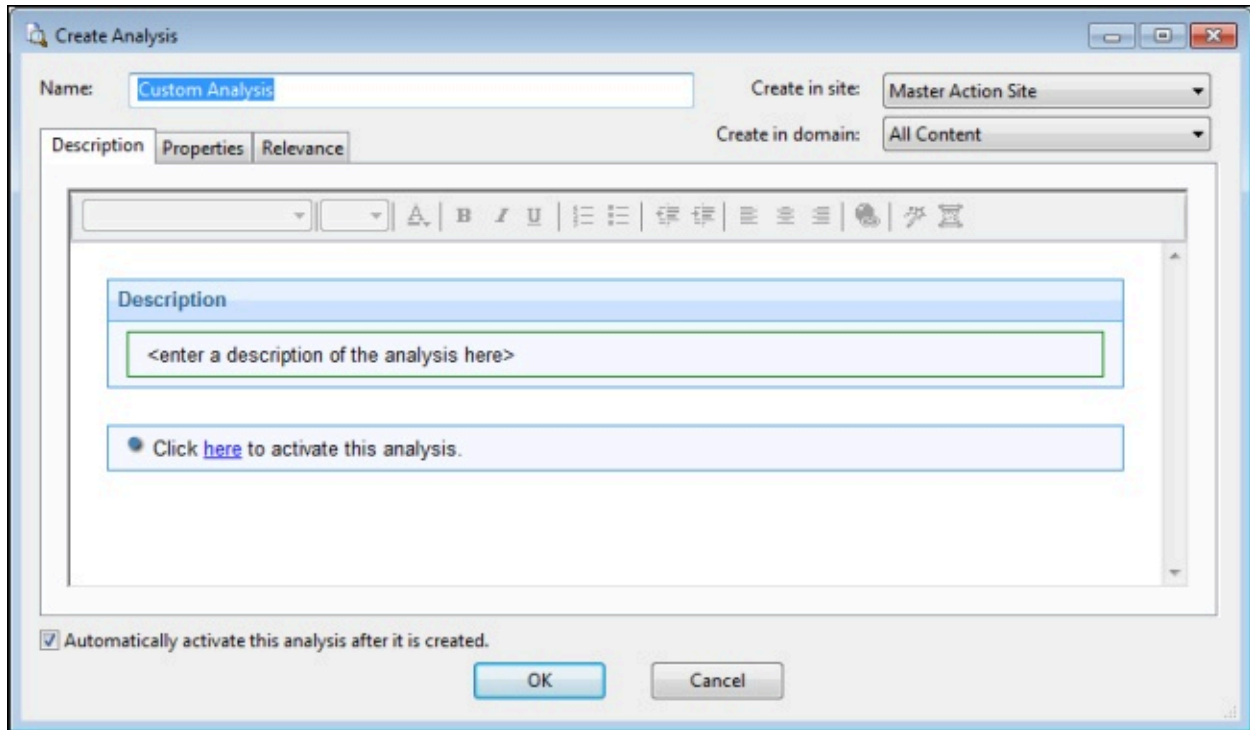 Create Analysis
Name: Custom Analysis Create in site: Master Action Site
Create in domain: All Content
Description Properties Relevance
A B I U
Description
<enter a description of the analysis here>
Click here to activate this analysis.
Automatically activate this analysis after it is created.
OK Cancel